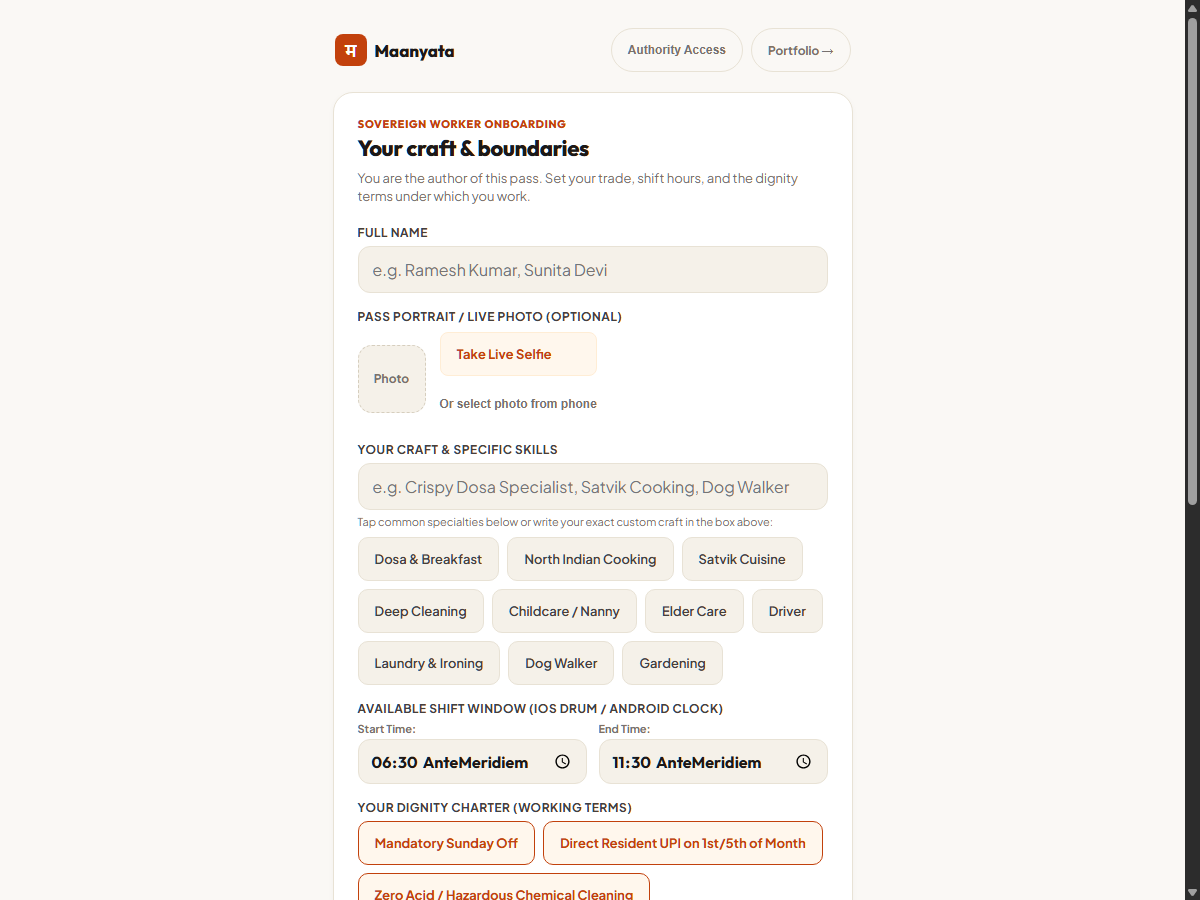 म Maanyata
Authority Access
Portfolio →
SOVEREIGN WORKER ONBOARDING
Your craft & boundaries
You are the author of this pass. Set your trade, shift hours, and the dignity
terms under which you work.
FULL NAME
e.g. Ramesh Kumar, Sunita Devi
PASS PORTRAIT / LIVE PHOTO (OPTIONAL)
Photo
Take Live Selfie
Or select photo from phone
YOUR CRAFT & SPECIFIC SKILLS
e.g. Crispy Dosa Specialist, Satvik Cooking, Dog Walker
Tap common specialties below or write your exact custom craft in the box above:
Dosa & Breakfast
North Indian Cooking
Satvik Cuisine
Deep Cleaning
Childcare / Nanny
Elder Care
Driver
Laundry & Ironing
Dog Walker
Gardening
AVAILABLE SHIFT WINDOW (IOS DRUM / ANDROID CLOCK)
Start Time:
End Time:
06:30 AnteMeridiem
11:30 AnteMeridiem
YOUR DIGNITY CHARTER (WORKING TERMS)
Mandatory Sunday Off
Direct Resident UPI on 1st/5th of Month
Zero Acid / Hazardous Chemical Cleaning